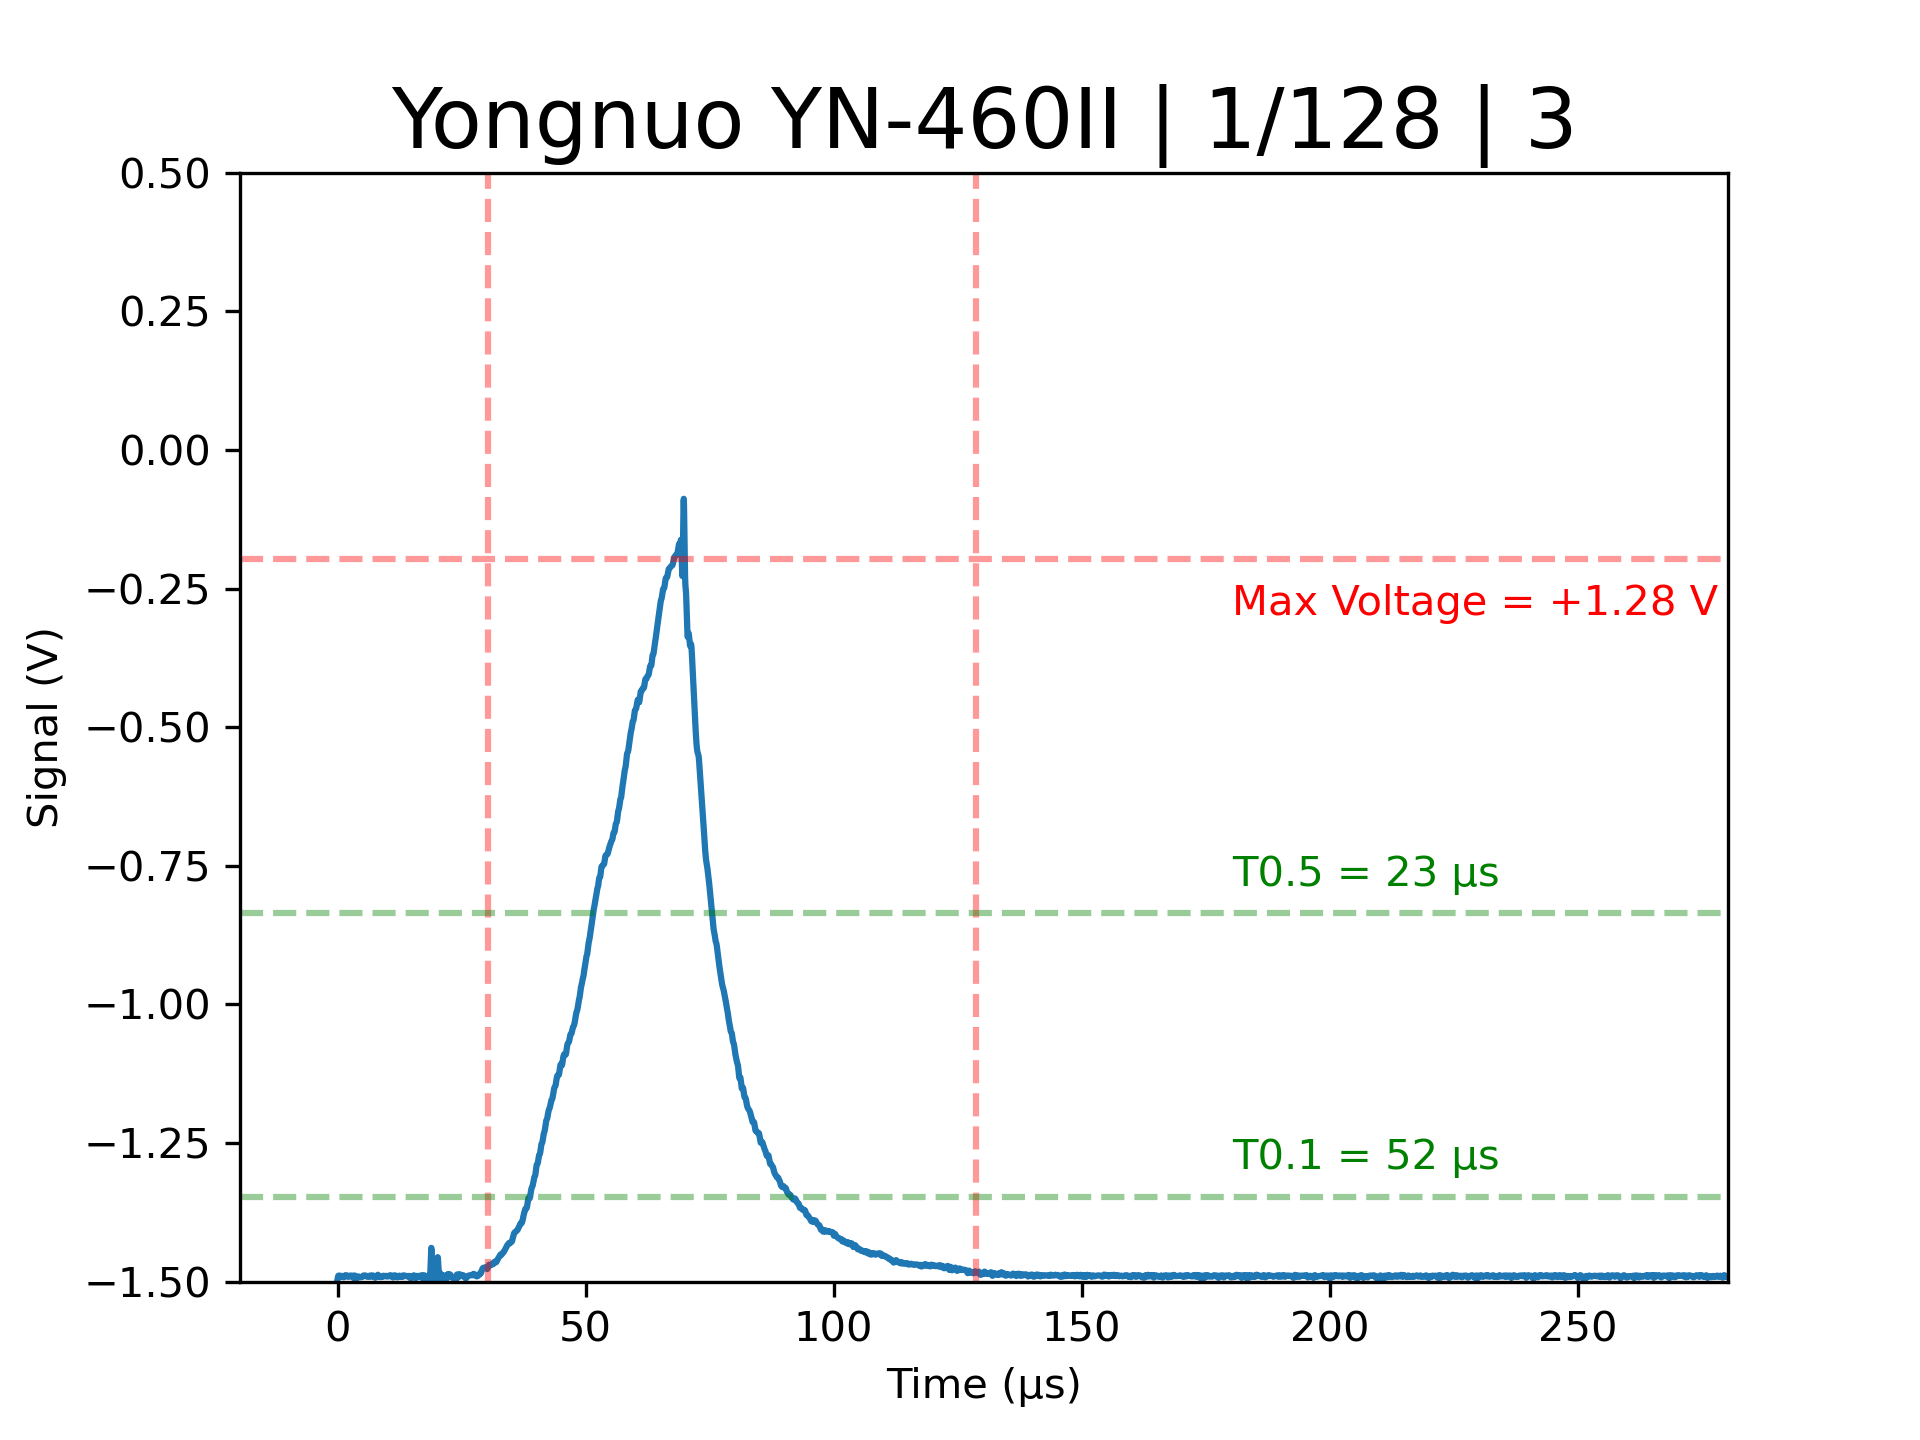 Yongnuo YN-460II | 1/128 | 3
0.50
0.25
0.00
−0.25
Max Voltage = +1.28 V
−0.50
Signal (V)
−0.75
T0.5 = 23 µs
−1.00
−1.25
T0.1 = 52 µs
−1.50
0 50 100 150 200 250
Time (µs)